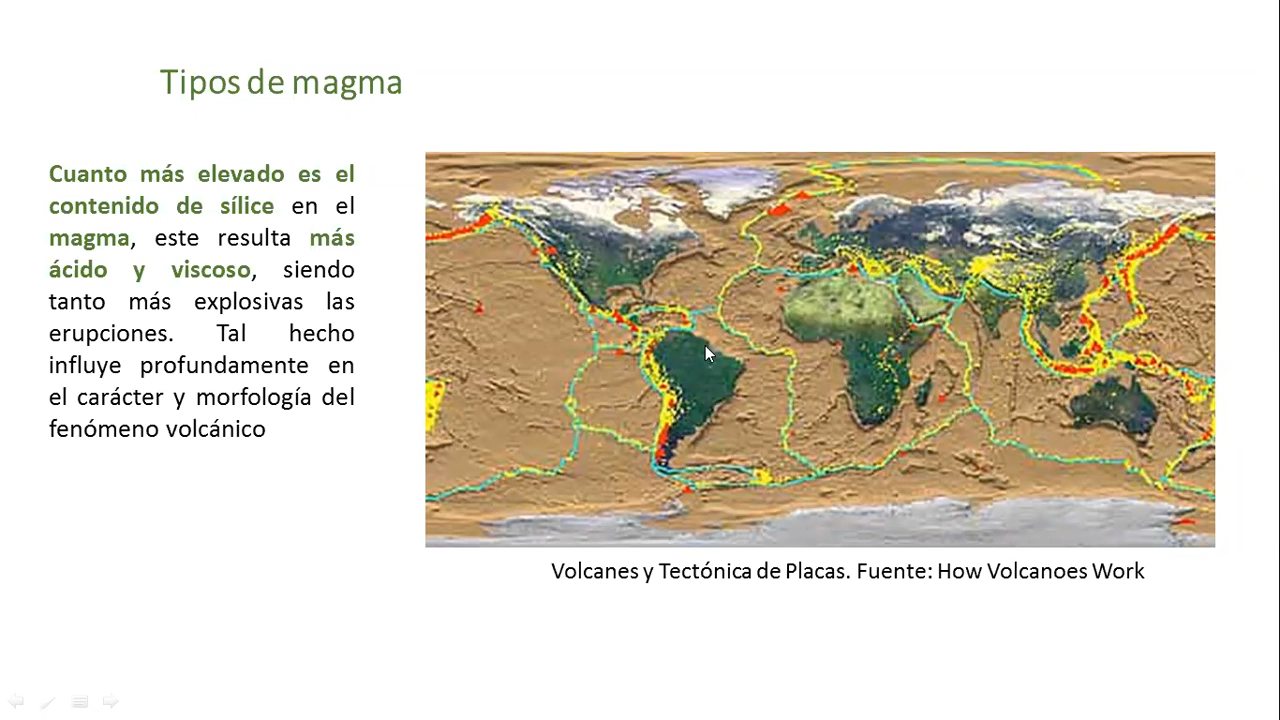 Tipos de magma
Cuanto más elevado es el
contenido de sílice en el
magma, este resulta más
ácido y viscoso, siendo
tanto más explosivas las
erupciones. Tal hecho
influye profundamente en
el carácter y morfología del
fenómeno volcánico
Volcanes y Tectónica de Placas. Fuente: How Volcanoes Work